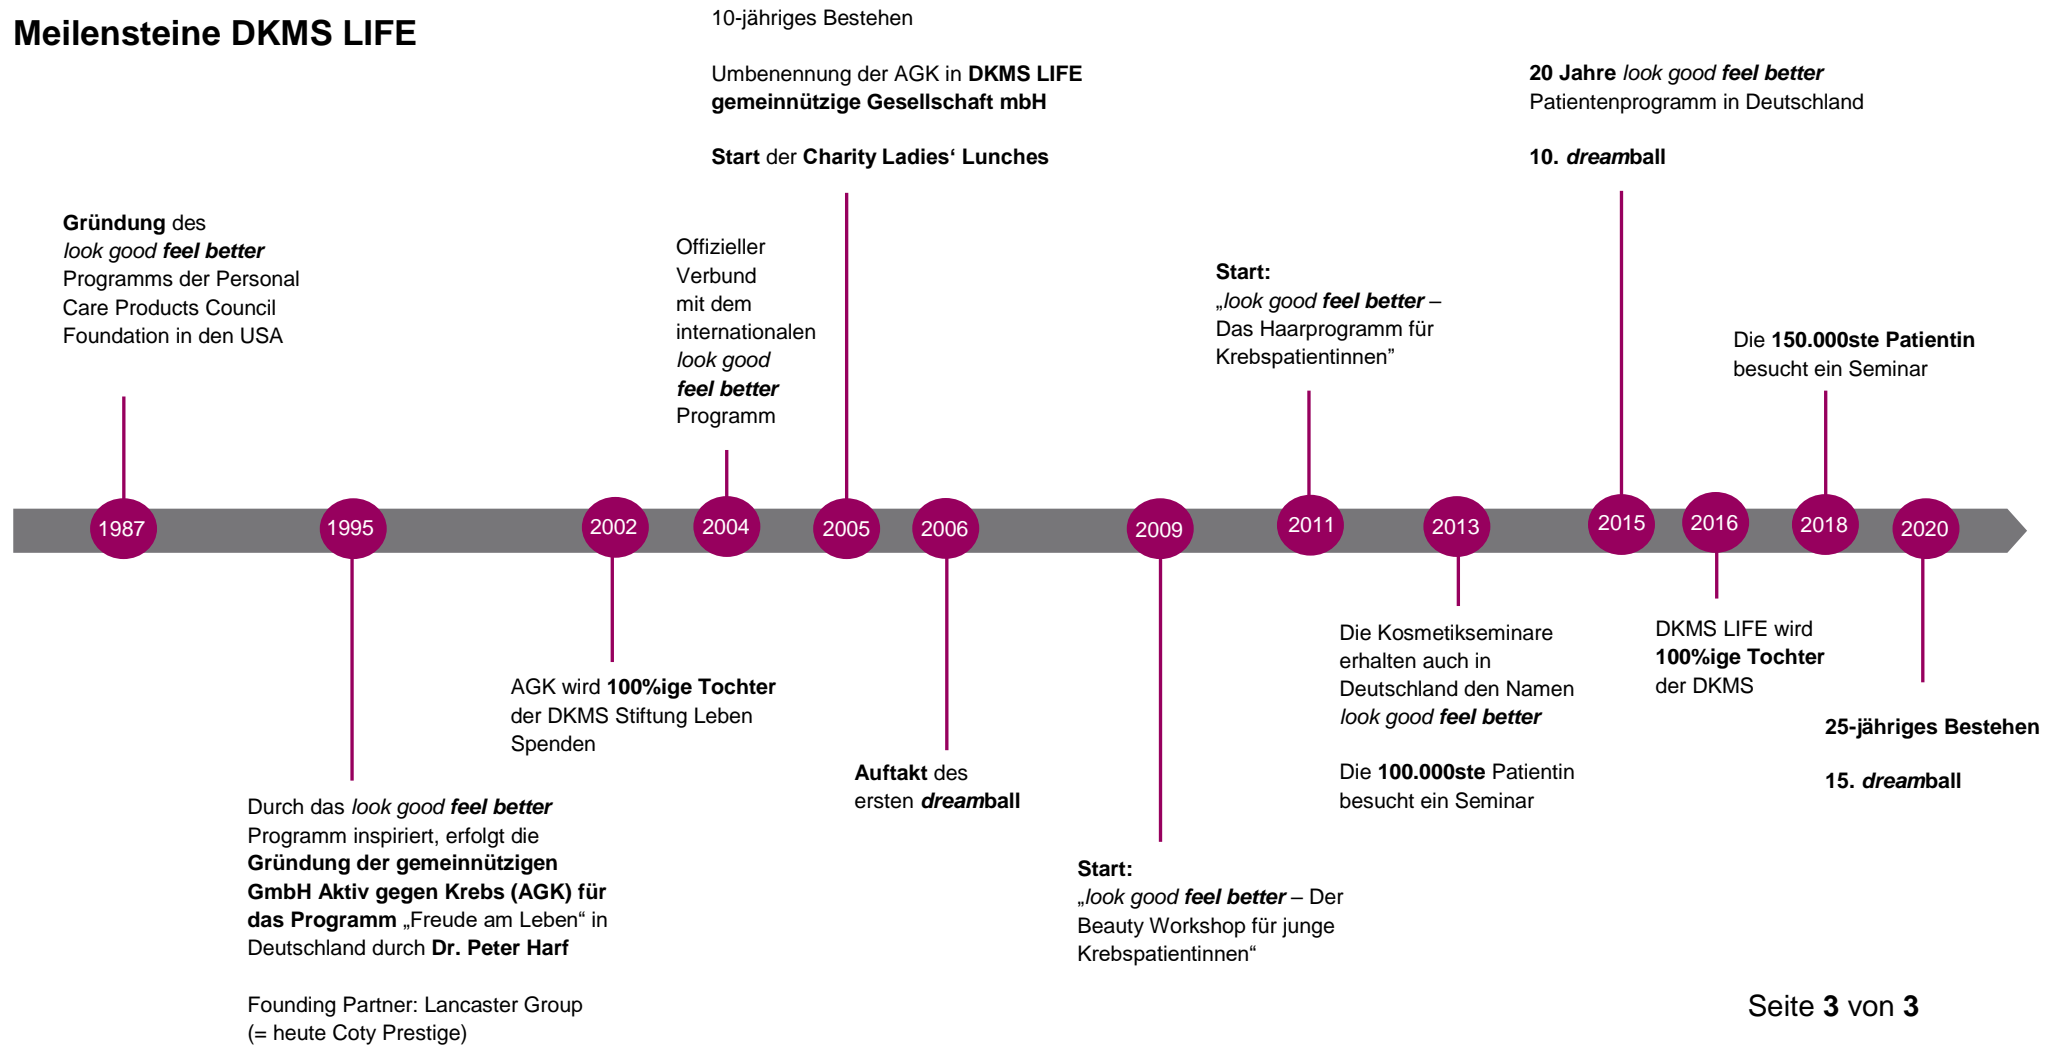 Meilensteine DKMS LIFE
10-jähriges Bestehen
Umbenennung der AGK in DKMS LIFE
gemeinnützige Gesellschaft mbH
Start der Charity Ladies‘ Lunches
20 Jahre look good feel better
Patientenprogramm in Deutschland
10. dreamball
Gründung des
look good feel better
Programms der Personal
Care Products Council
Foundation in den USA
Offizieller
Verbund
mit dem
internationalen
look good
feel better
Programm
Start:
„look good feel better –
Das Haarprogramm für
Krebspatientinnen”
Die 150.000ste Patientin
besucht ein Seminar
1987
1995
2002
2004
2005
2006
2009
2011
2013
2015
2016
2018
2020
Durch das look good feel better
Programm inspiriert, erfolgt die
Gründung der gemeinnützigen
GmbH Aktiv gegen Krebs (AGK) für
das Programm „Freude am Leben“ in
Deutschland durch Dr. Peter Harf
Founding Partner: Lancaster Group
(= heute Coty Prestige)
AGK wird 100%ige Tochter
der DKMS Stiftung Leben
Spenden
Auftakt des
ersten dreamball
Start:
„look good feel better – Der
Beauty Workshop für junge
Krebspatientinnen“
Die Kosmetikseminare
erhalten auch in
Deutschland den Namen
look good feel better
Die 100.000ste Patientin
besucht ein Seminar
DKMS LIFE wird
100%ige Tochter
der DKMS
25-jähriges Bestehen
15. dreamball
Seite 3 von 3